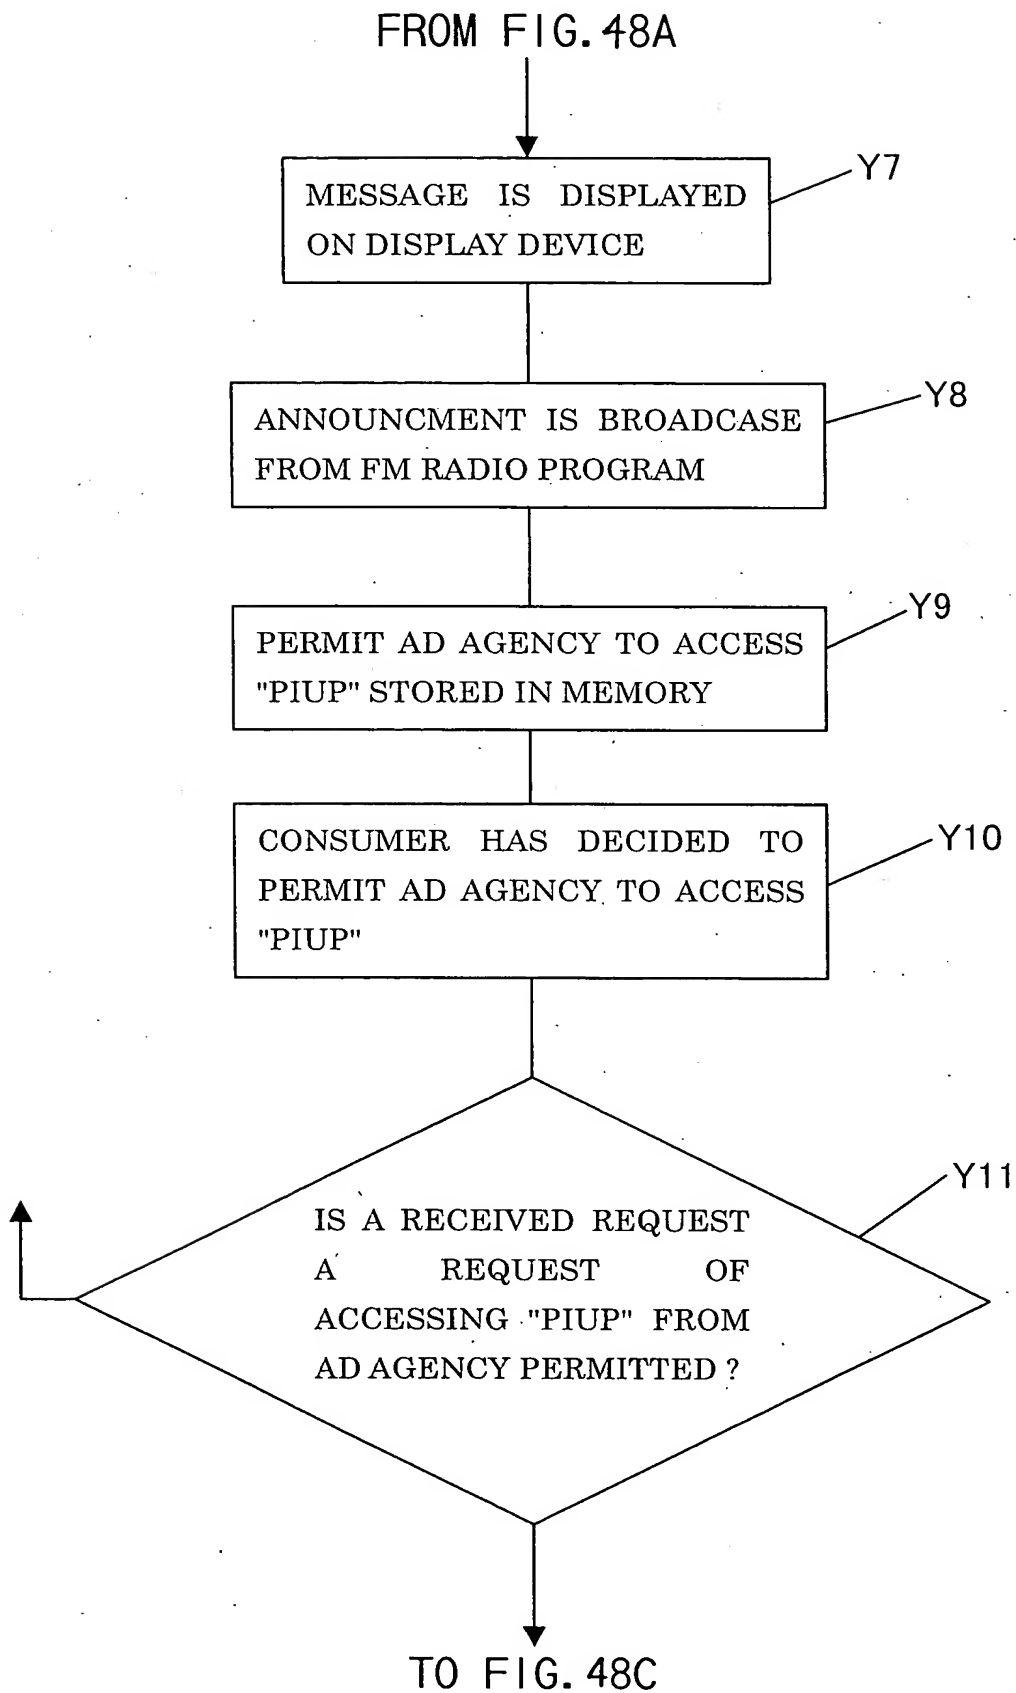 FROM FIG. 48A
Y7
MESSAGE IS DISPLAYED
ON DISPLAY DEVICE
Y8
ANNOUNCMENT IS BROADCASE
FROM FM RADIO PROGRAM
Y9
PERMIT AD AGENCY TO ACCESS
"PIUP" STORED IN MEMORY
Y10
CONSUMER HAS DECIDED TO
PERMIT AD AGENCY TO ACCESS
"PIUP"
Y11
IS A RECEIVED REQUEST
A REQUEST OF
ACCESSING "PIUP" FROM
AD AGENCY PERMITTED ?
TO FIG. 48C